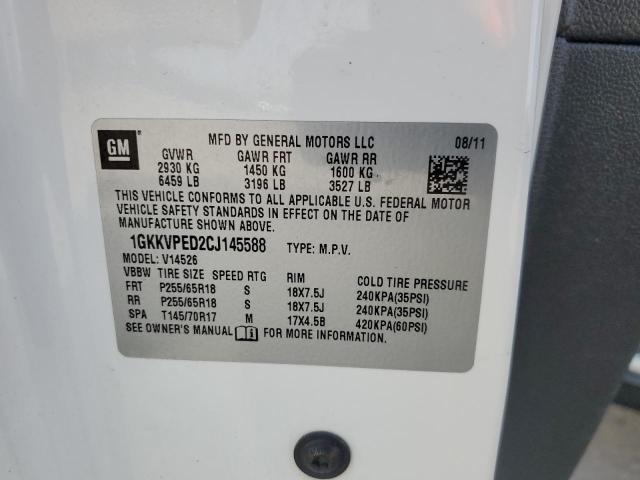 GM
MFD BY GENERAL MOTORS LLC 08/11
GVWR GAWR FRT GAWR RR
2930 KG 1450 KG 1600 KG
6459 LB 3196 LB 3527 LB
THIS VEHICLE CONFORMS TO ALL APPLICABLE U.S. FEDERAL MOTOR
VEHICLE SAFETY STANDARDS IN EFFECT ON THE DATE OF
MANUFACTURE SHOWN ABOVE.
1GKKVPED2CJ145588 TYPE: M.P.V.
MODEL: V14526
VBBW TIRE SIZE SPEED RTG RIM COLD TIRE PRESSURE
FRT P255/65R18 S 18X7.5J 240KPA(35PSI)
RR P255/65R18 S 18X7.5J 240KPA(35PSI)
SPA T145/70R17 M 17X4.5B 420KPA(60PSI)
SEE OWNER'S MANUAL FOR MORE INFORMATION.